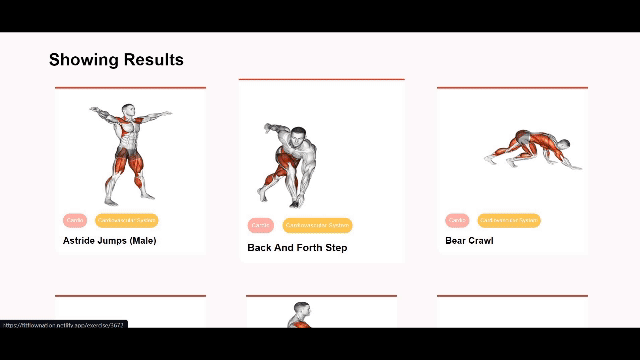 Showing Results
Cardio
Cardiovascular System
Astride Jumps (Male)
Cardio
Cardiovascular System
Back And Forth Step
Cardio
Cardiovascular System
Bear Crawl
https://fitflownation.netlify.app/exercise/3672